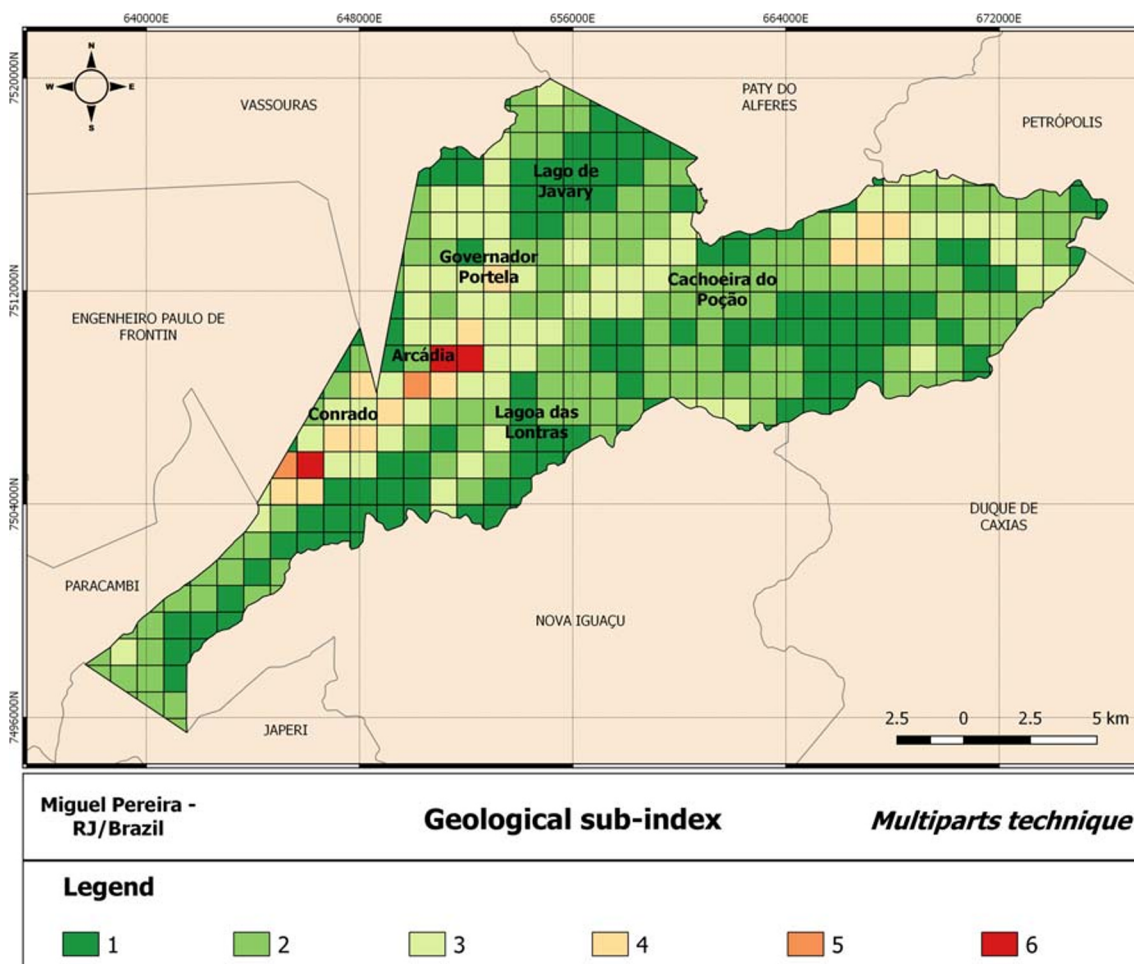 640000E 648000E 656000E 664000E 672000E
7520000N
7512000N
7504000N
7496000N
N
W E
S
VASSOURAS
PATY DO
ALFERES
PETRÓPOLIS
Lago de
Javary
Governador
Portela
Cachoeira do
Poção
ENGENHEIRO PAULO DE
FRONTIN
Arcádia
Conrado
Lagoa das
Lontras
DUQUE DE
CAXIAS
PARACAMBI
NOVA IGUAÇU
JAPERI
2.5 0 2.5 5 km
Miguel Pereira -
RJ/Brazil
Geological sub-index
Multiparts technique
Legend
1 2 3 4 5 6